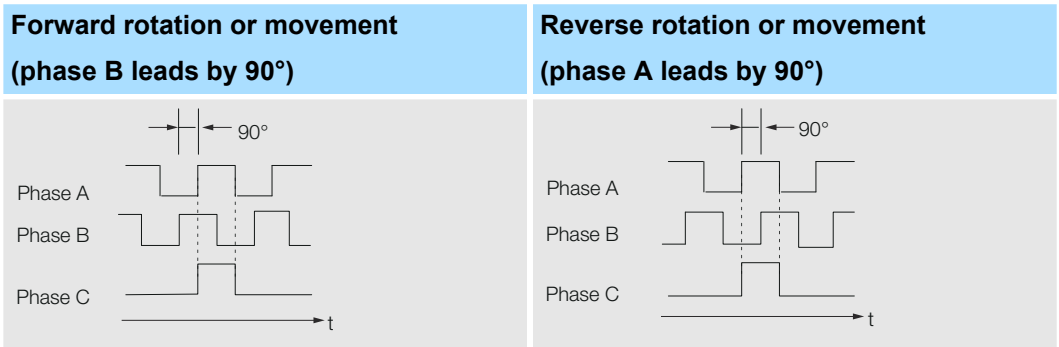 Forward rotation or movement
(phase B leads by 90°)
Reverse rotation or movement
(phase A leads by 90°)
90°
Phase A
Phase B
Phase C
t
90°
Phase A
Phase B
Phase C
t